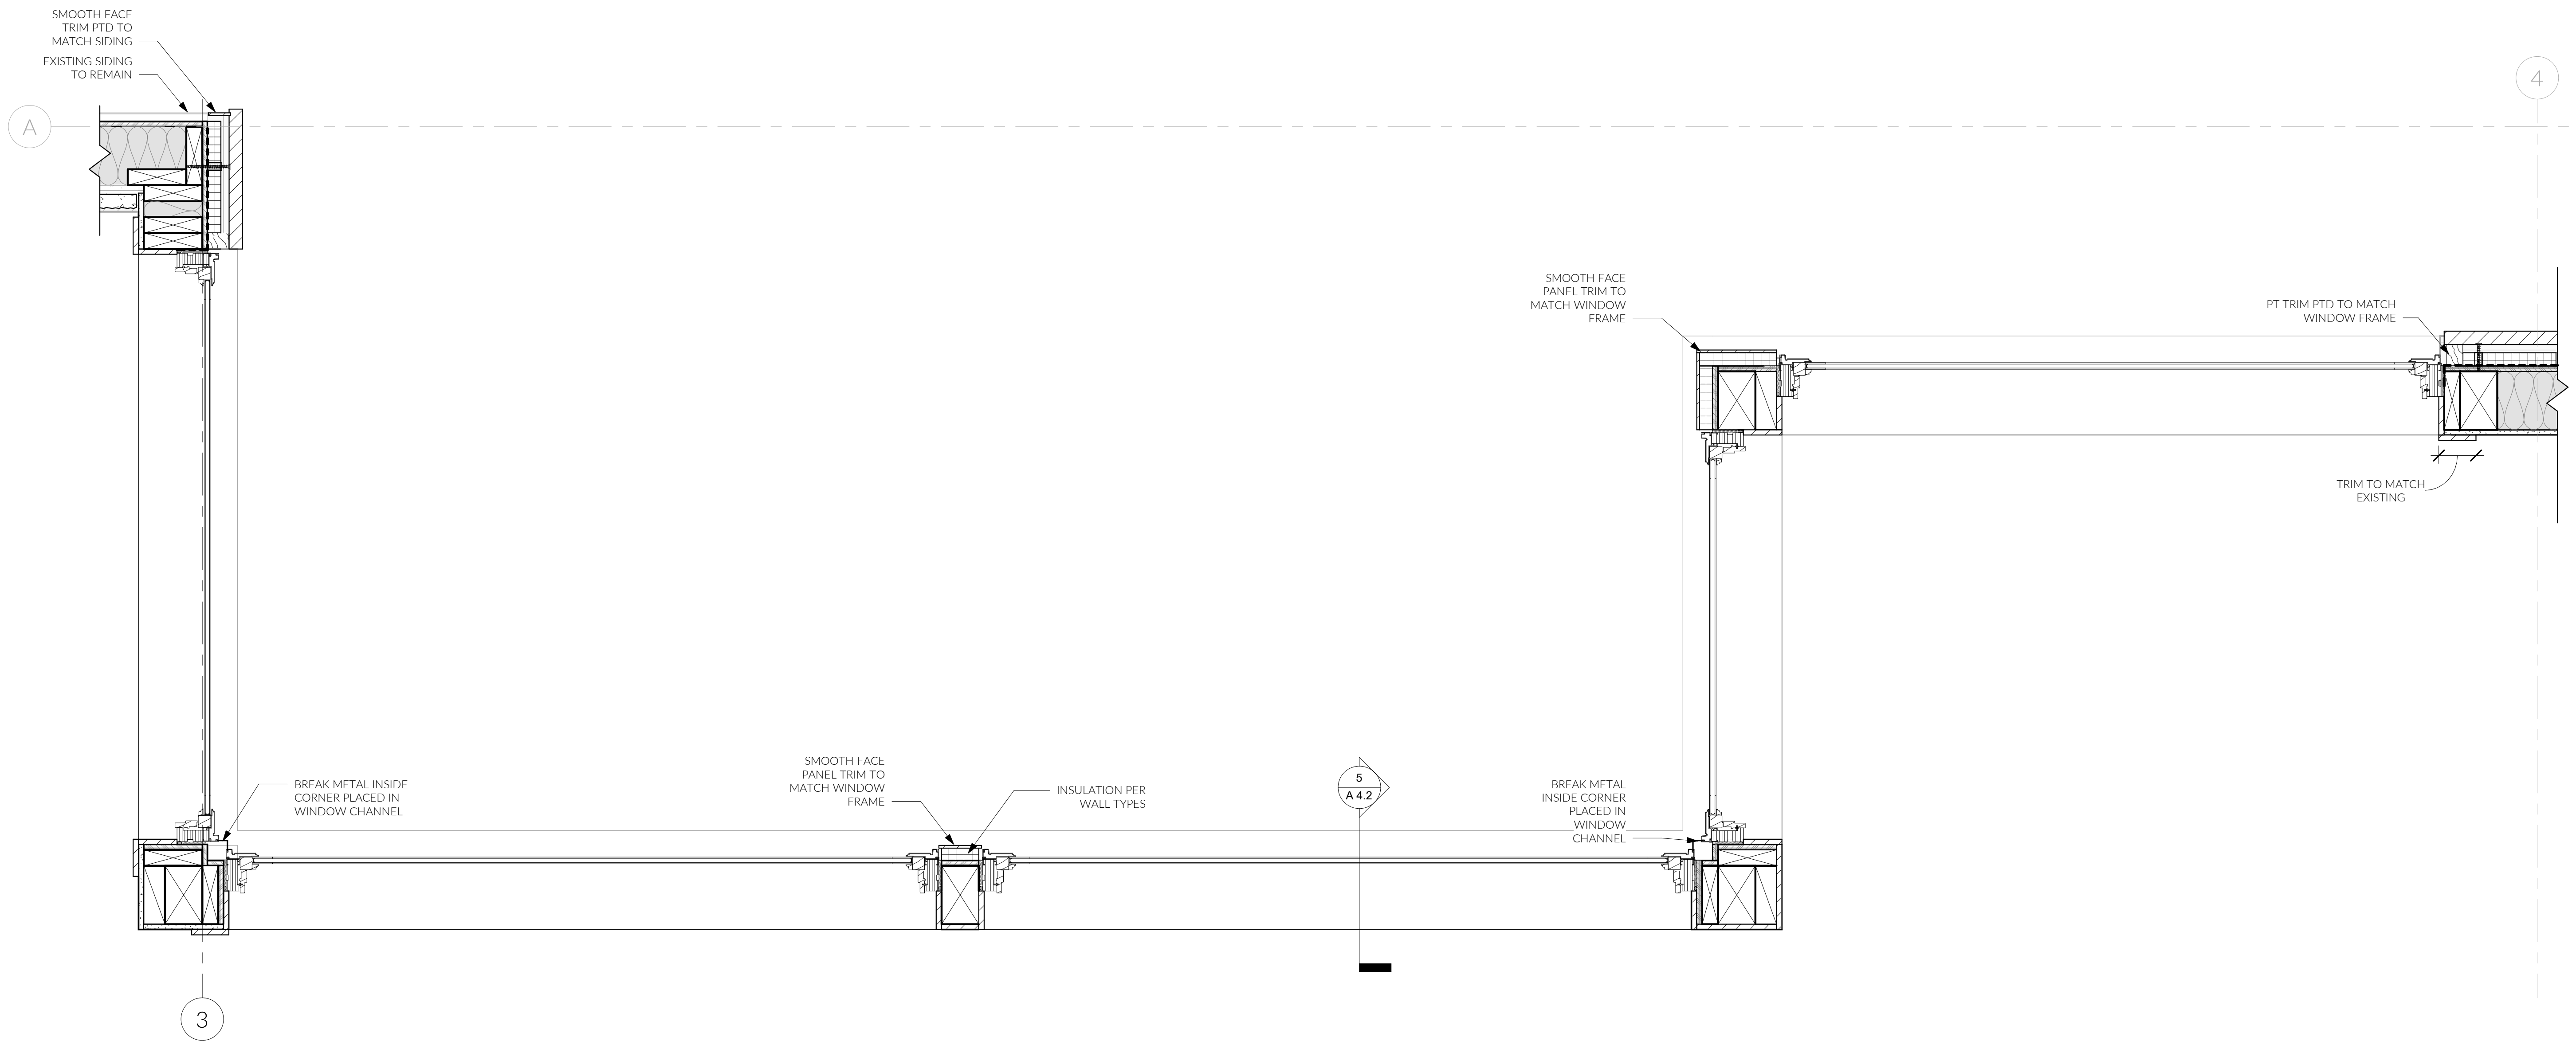 SMOOTH FACE
TRIM PTD TO
MATCH SIDING
EXISTING SIDING
TO REMAIN
A
4
SMOOTH FACE
PANEL TRIM TO
MATCH WINDOW
FRAME
PT TRIM PTD TO MATCH
WINDOW FRAME
TRIM TO MATCH
EXISTING
BREAK METAL INSIDE
CORNER PLACED IN
WINDOW CHANNEL
SMOOTH FACE
PANEL TRIM TO
MATCH WINDOW
FRAME
INSULATION PER
WALL TYPES
5
A 4.2
BREAK METAL
INSIDE CORNER
PLACED IN
WINDOW
CHANNEL
3